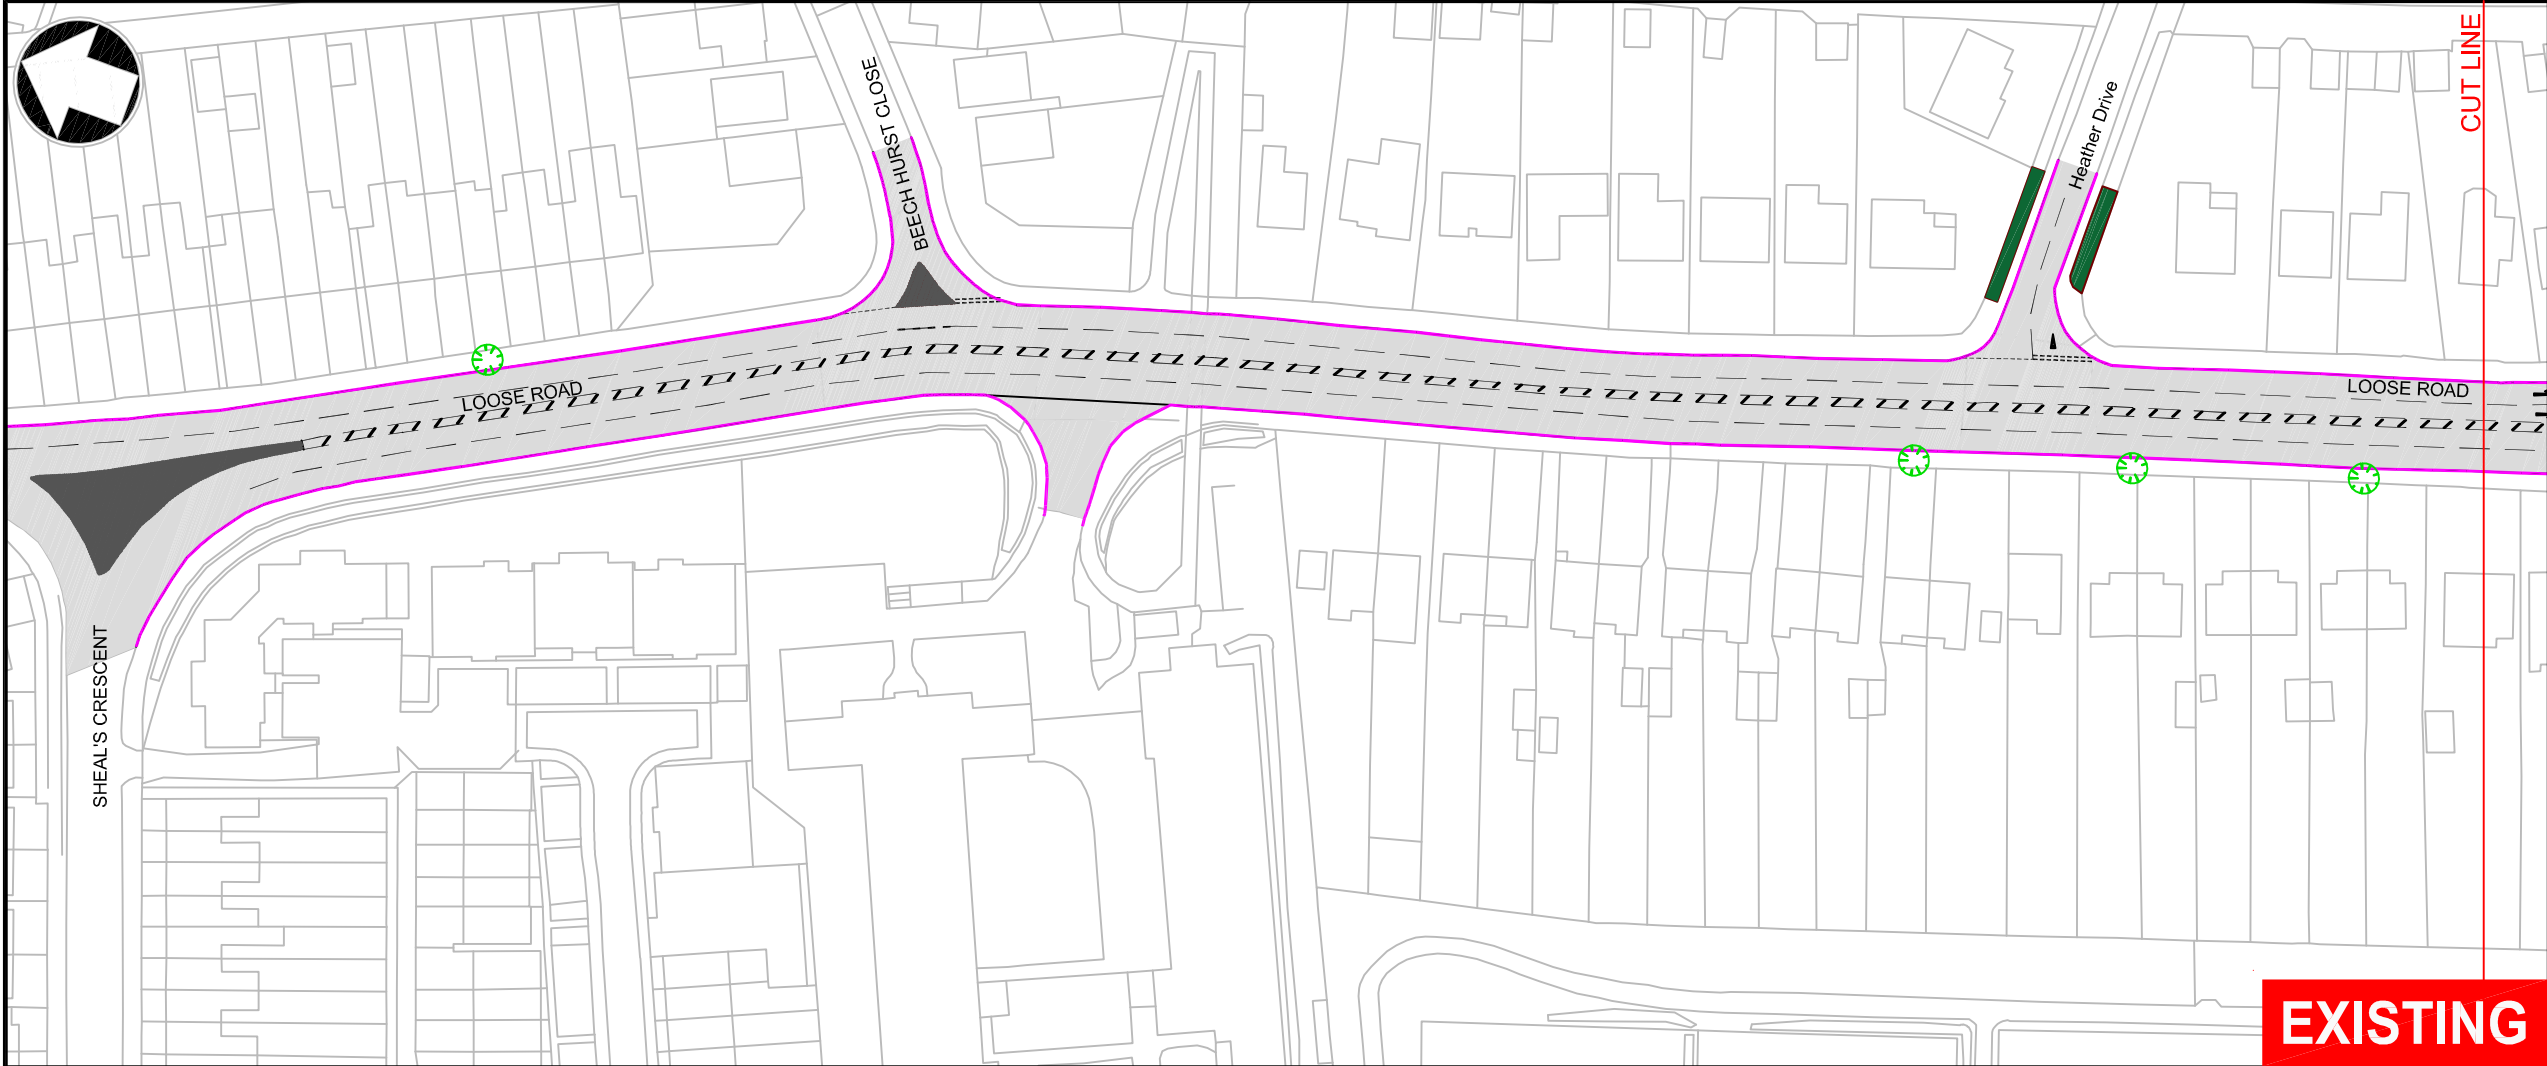 CUT LINE
BEECH HURST CLOSE
Heather Drive
LOOSE ROAD
LOOSE ROAD
SHEAL'S CRESCENT
EXISTING